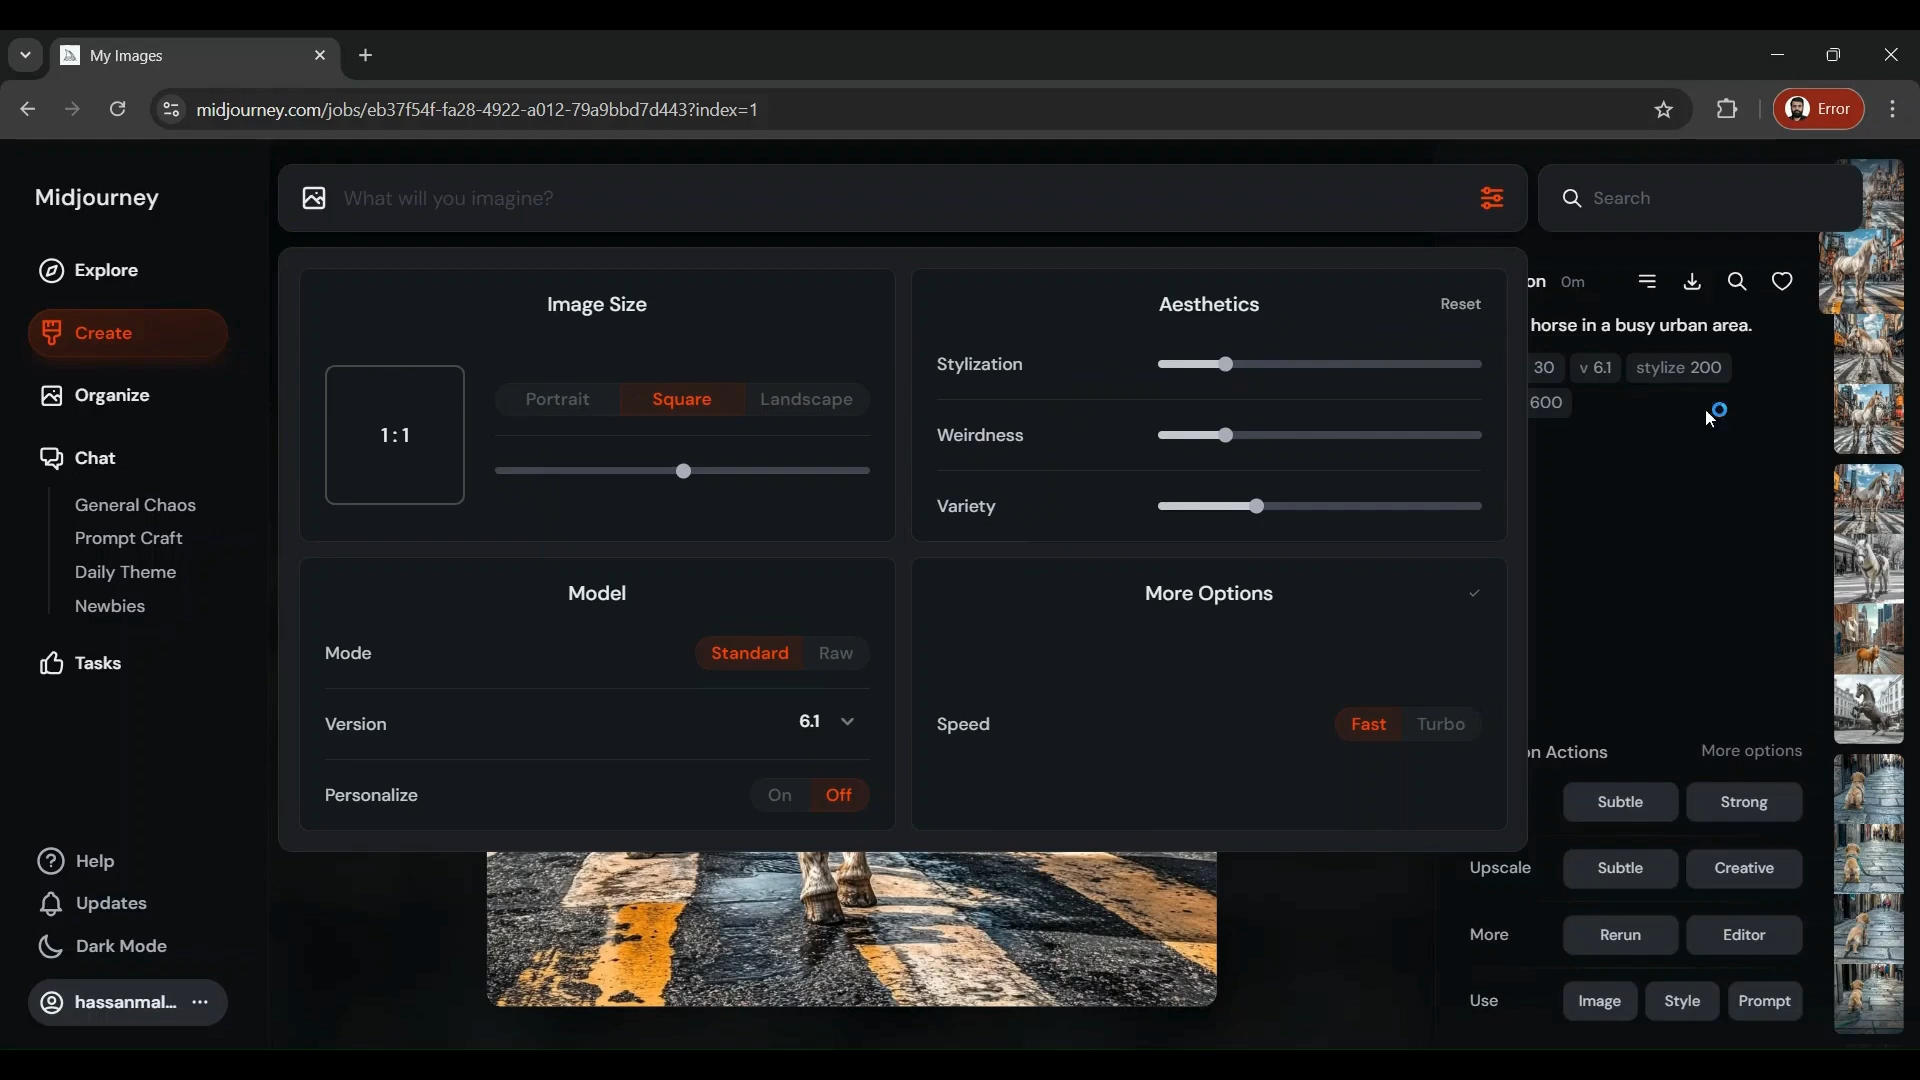 My Images
midjourney.com/jobs/eb37f54f-fa28-4922-a012-79a9bbd7d443?index=1
Error
Midjourney
What will you imagine?
Search
Explore
Create
Organize
Chat
General Chaos
Prompt Craft
Daily Theme
Newbies
Tasks
Help
Updates
Dark Mode
hassanmal... ...
Image Size
1:1
Portrait Square Landscape
Aesthetics Reset
Stylization
Weirdness
Variety
Model
Mode Standard Raw
Version 6.1
Personalize On Off
More Options
Speed Fast Turbo
on 0m
horse in a busy urban area.
30 v 6.1 stylize 200
600
n Actions More options
Subtle Strong
Upscale Subtle Creative
More Rerun Editor
Use Image Style Prompt